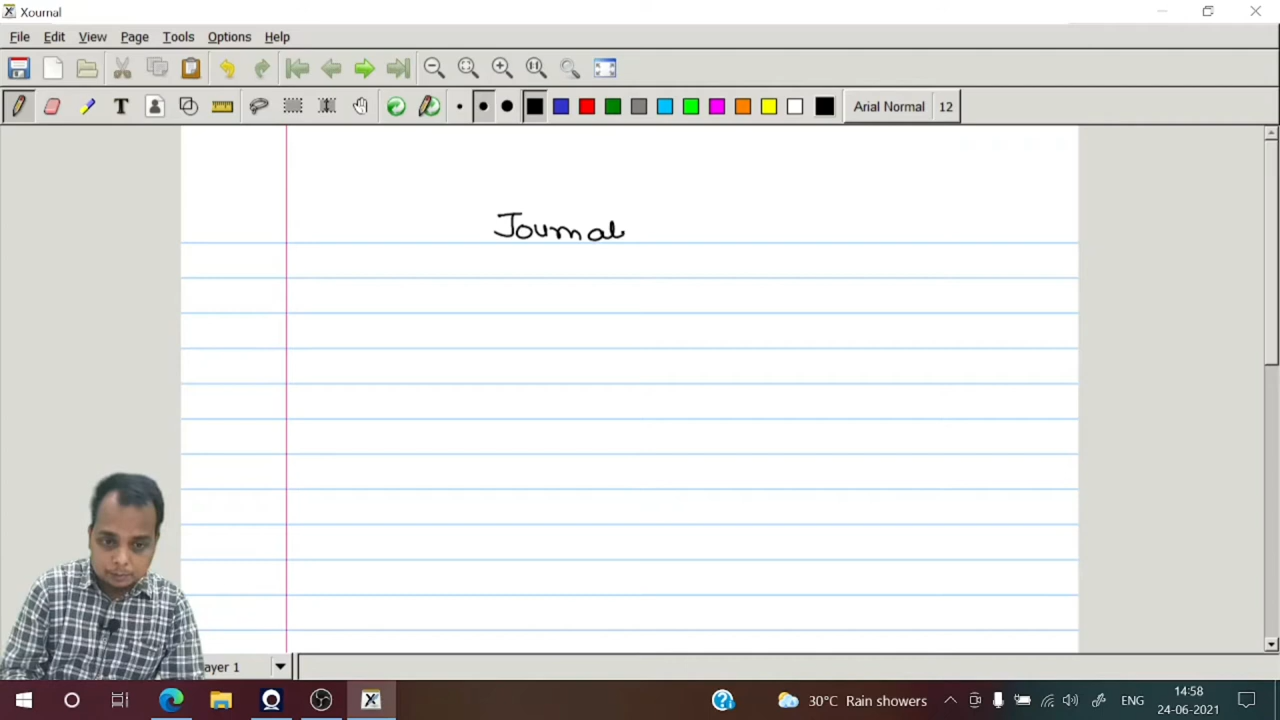 Xournal
File Edit View Page Tools Options Help
T Arial Normal 12
Journal
ayer 1
30°C Rain showers ENG 14:58
24-06-2021